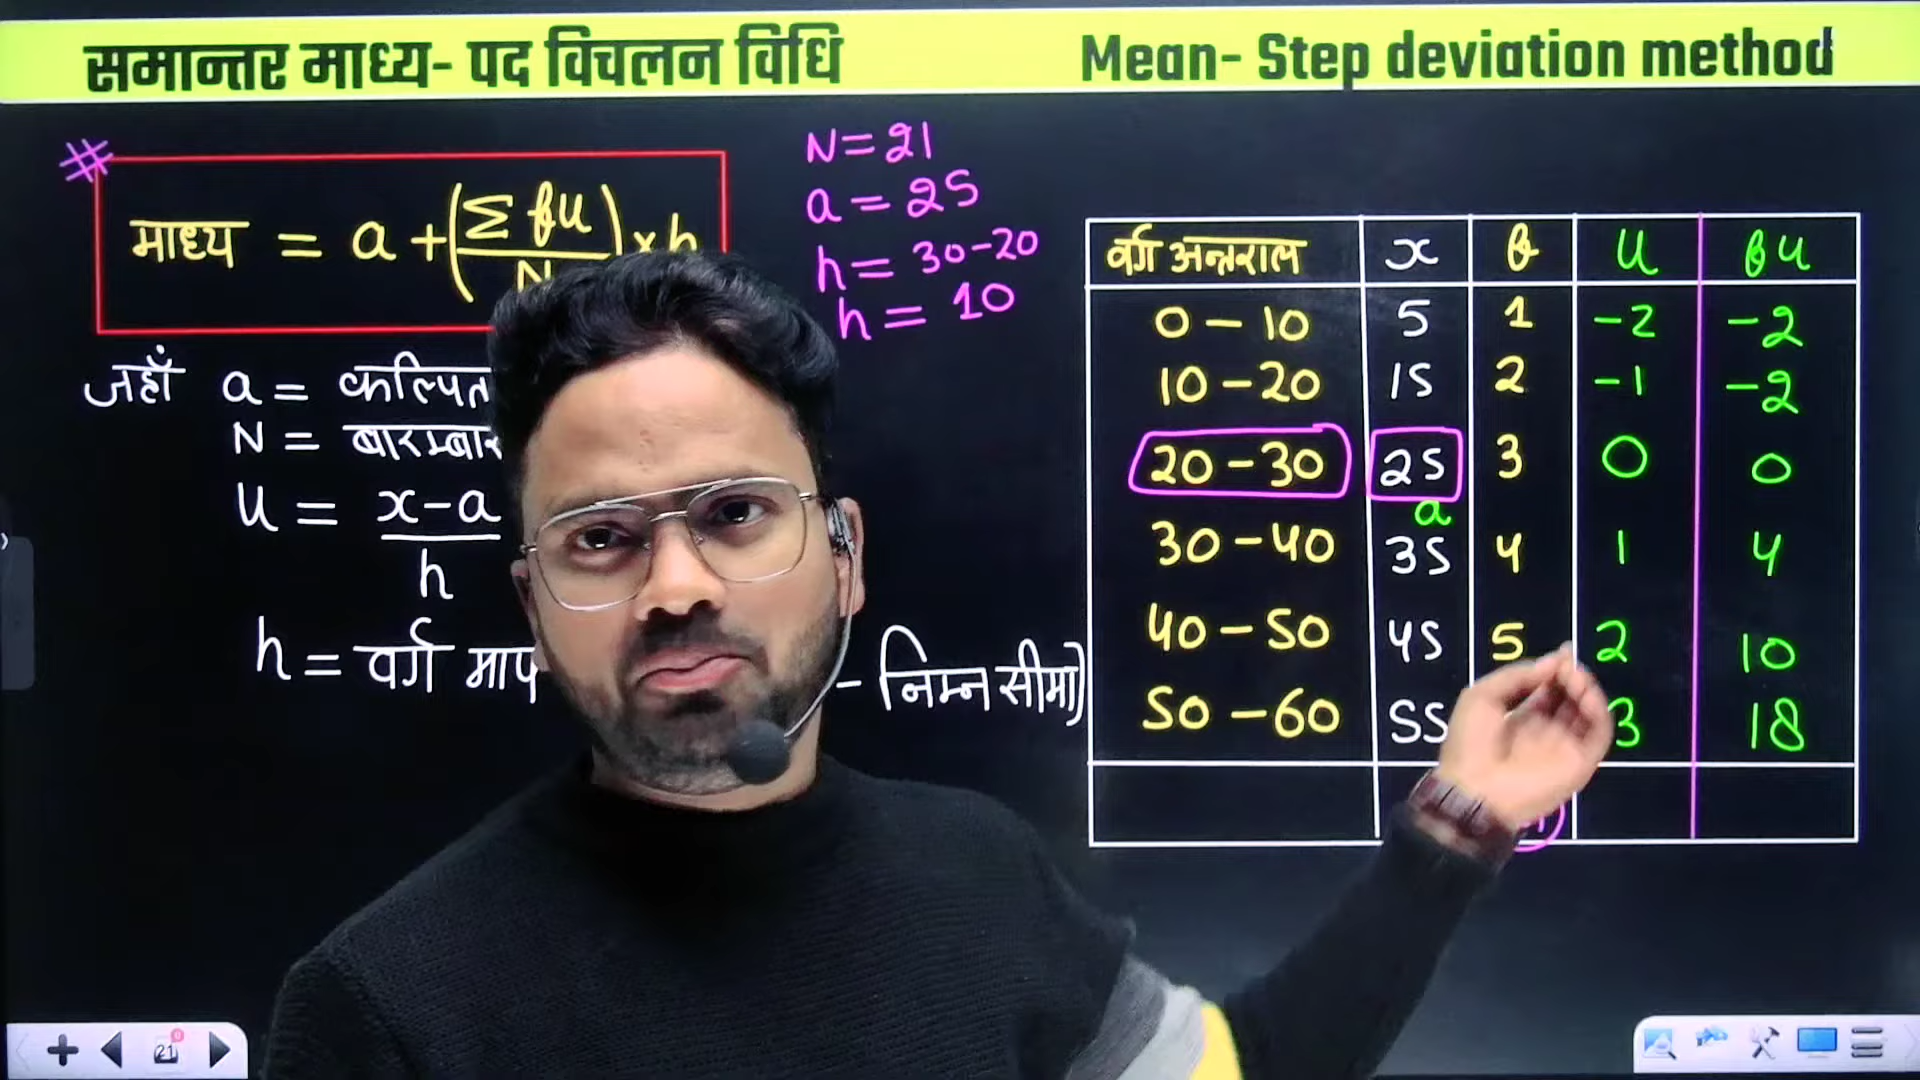 समान्तर माध्य- पद विचलन विधि
Mean- Step deviation method
माध्य = a + (Σfu/N) × h
जहाँ a = कल्पित
N =
u = x-a/h
h = वर्ग माप
- निम्न सीमा)
N = 21
a = 25
h = 30-20
h = 10
वर्ग अन्तराल x f u fu
0 - 10 5 1 -2 -2
10 - 20 15 2 -1 -2
20 - 30 25 3 0 0
a
30 - 40 35 4 1 4
40 - 50 45 5 2 10
50 - 60 55 3 18
21